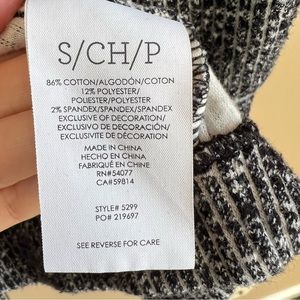 S/CH/P
86% COTTON/ALGODÓN/COTON
12% POLYESTER/
POLIESTER/POLYESTER
2% SPANDEX/SPANDEX/SPANDEX
EXCLUSIVE OF DECORATION/
EXCLUSIVO DE DECORACIÓN/
EXCLUSIVITE DE DÉCORATION
MADE IN CHINA
HECHO EN CHINA
FABRIQUÉ EN CHINE
RN#54077
CA#59814
STYLE# 5299
PO# 219697
SEE REVERSE FOR CARE